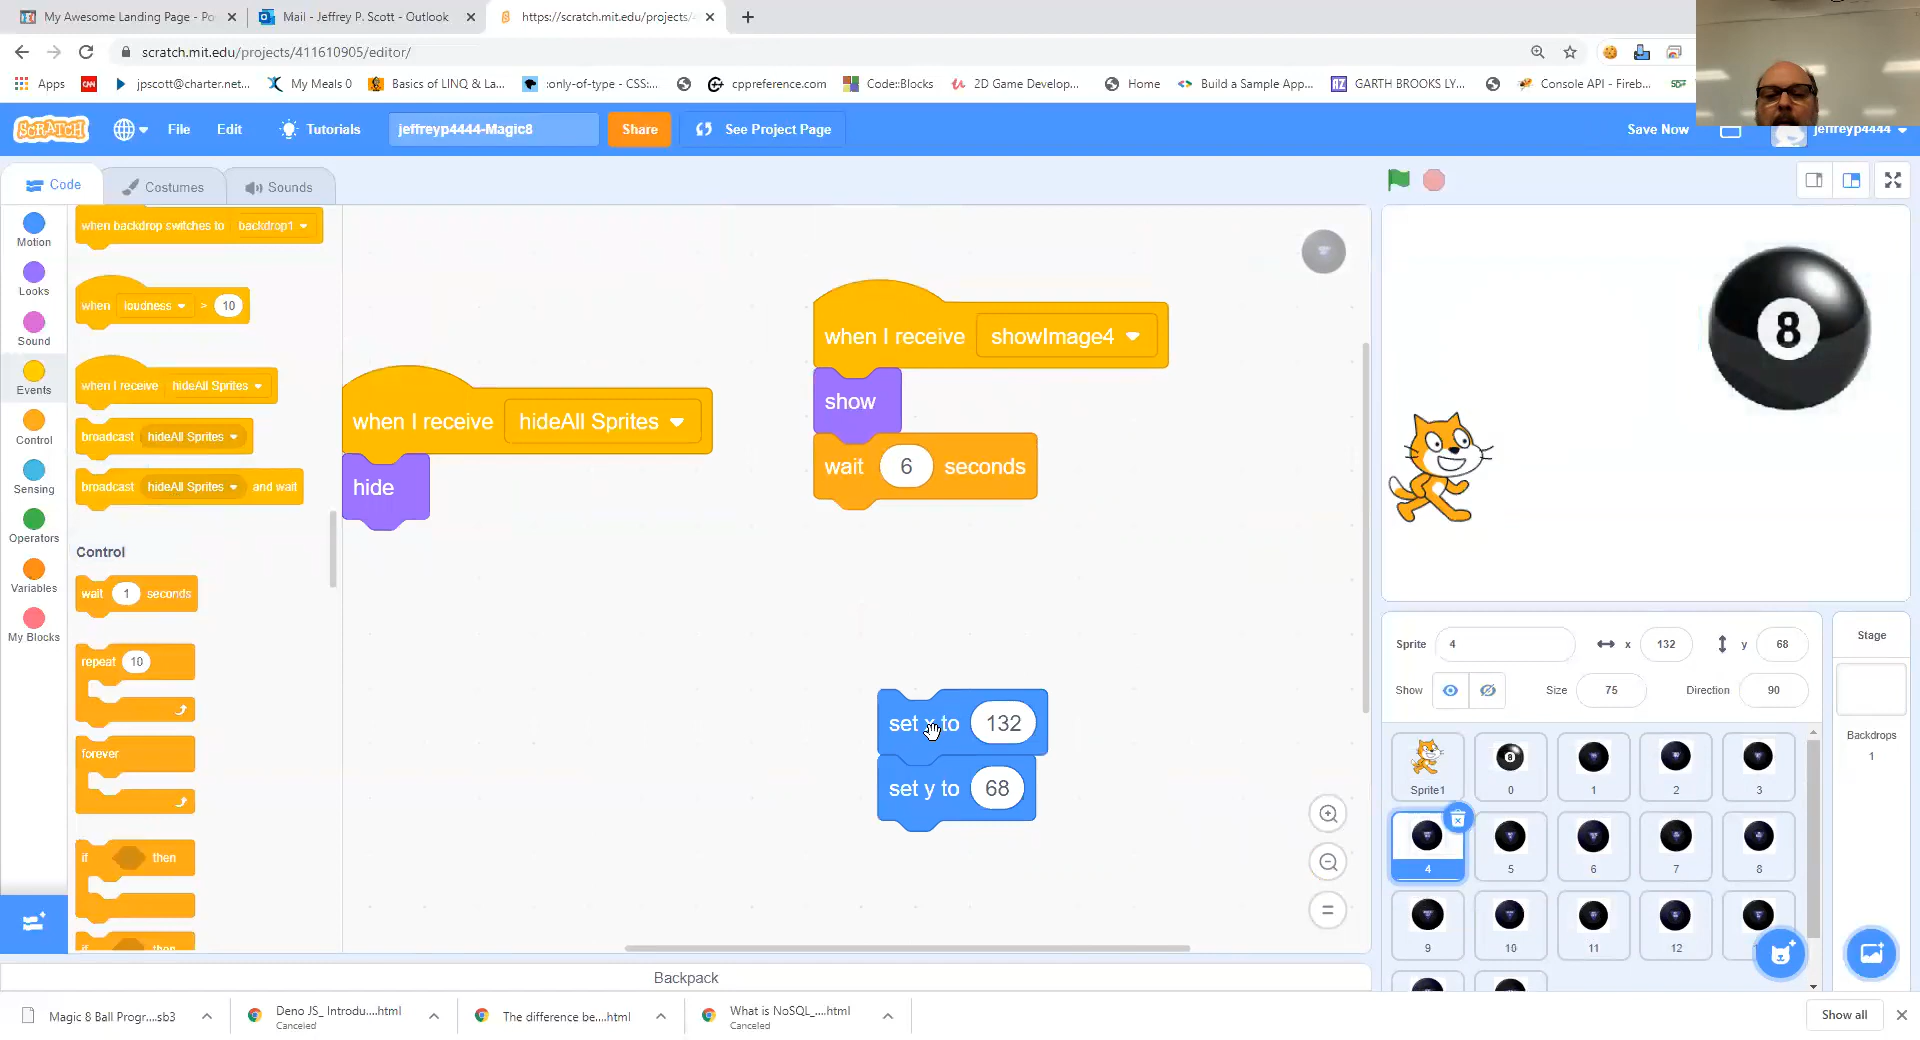 My Awesome Landing Page - Po
Mail - Jeffrey P. Scott - Outlook
https://scratch.mit.edu/projects/4
scratch.mit.edu/projects/411610905/editor/
Apps
CNN
jpscott@charter.net...
My Meals 0
Basics of LINQ & La...
:only-of-type - CSS:...
cppreference.com
Code::Blocks
2D Game Develop...
Home
Build a Sample App...
GARTH BROOKS LY...
Console API - Fireb...
SCRATCH
File
Edit
Tutorials
jeffreyp4444-Magic8
Share
See Project Page
Save Now
jeffreyp4444
Code
Costumes
Sounds
Motion
Looks
Sound
Events
Control
Sensing
Operators
Variables
My Blocks
when backdrop switches to backdrop1
when loudness > 10
when I receive hideAll Sprites
broadcast hideAll Sprites
broadcast hideAll Sprites and wait
Control
wait 1 seconds
repeat 10
forever
if then
if then
when I receive hideAll Sprites
hide
when I receive showImage4
show
wait 6 seconds
set x to 132
set y to 68
8
Sprite 4 x 132 y 68
Show Size 75 Direction 90
Stage
Backdrops
1
Sprite1 0 1 2 3
4 5 6 7 8
9 10 11 12
Backpack
Magic 8 Ball Progr....sb3
Deno JS_ Introdu....html
Canceled
The difference be....html
What is NoSQL_....html
Canceled
Show all